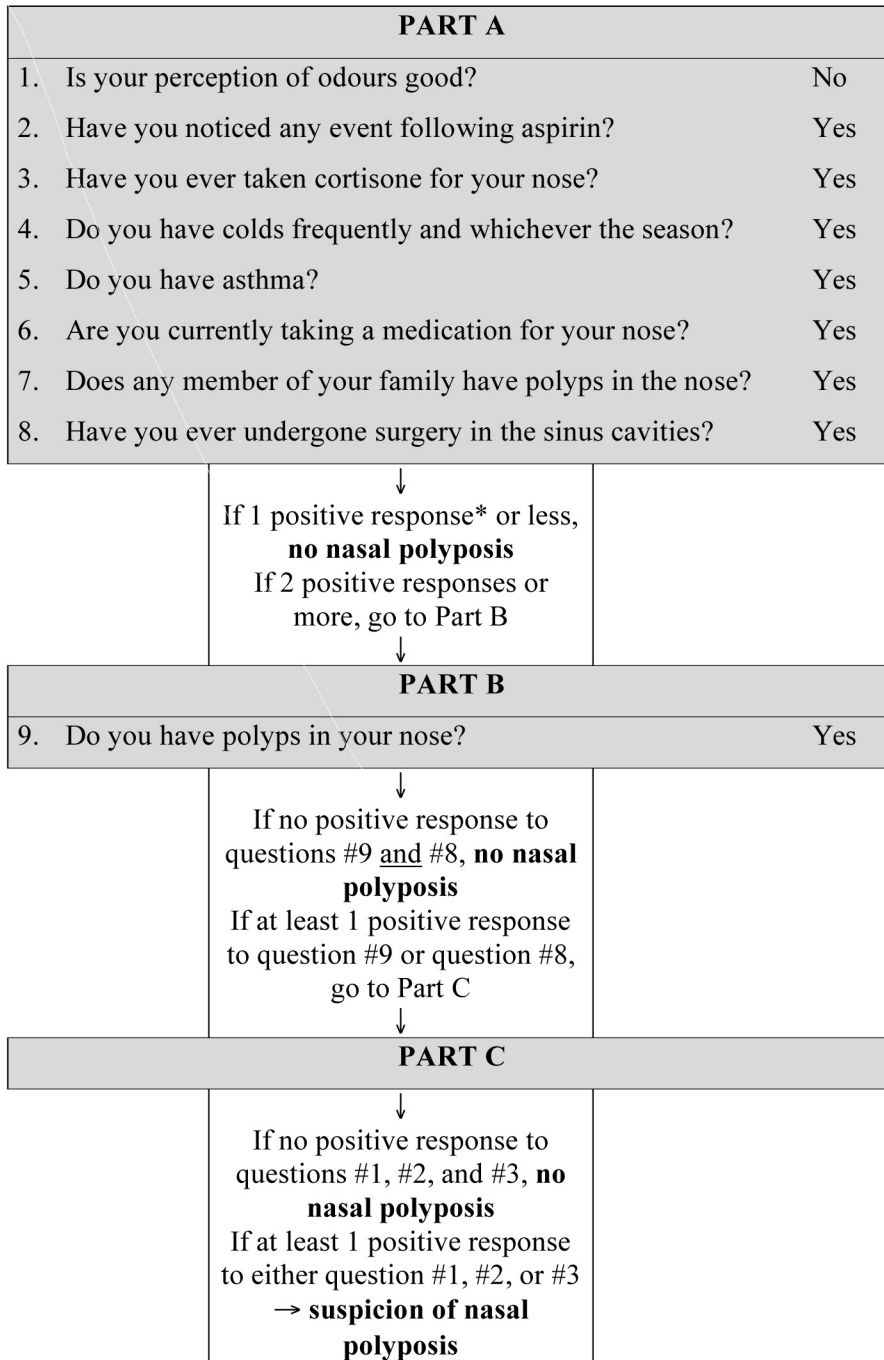 PART A
1. Is your perception of odours good? No
2. Have you noticed any event following aspirin? Yes
3. Have you ever taken cortisone for your nose? Yes
4. Do you have colds frequently and whichever the season? Yes
5. Do you have asthma? Yes
6. Are you currently taking a medication for your nose? Yes
7. Does any member of your family have polyps in the nose? Yes
8. Have you ever undergone surgery in the sinus cavities? Yes
↓
If 1 positive response* or less,
no nasal polyposis
If 2 positive responses or
more, go to Part B
↓
PART B
9. Do you have polyps in your nose? Yes
↓
If no positive response to
questions #9 and #8, no nasal
polyposis
If at least 1 positive response
to question #9 or question #8,
go to Part C
↓
PART C
↓
If no positive response to
questions #1, #2, and #3, no
nasal polyposis
If at least 1 positive response
to either question #1, #2, or #3
→ suspicion of nasal
polyposis